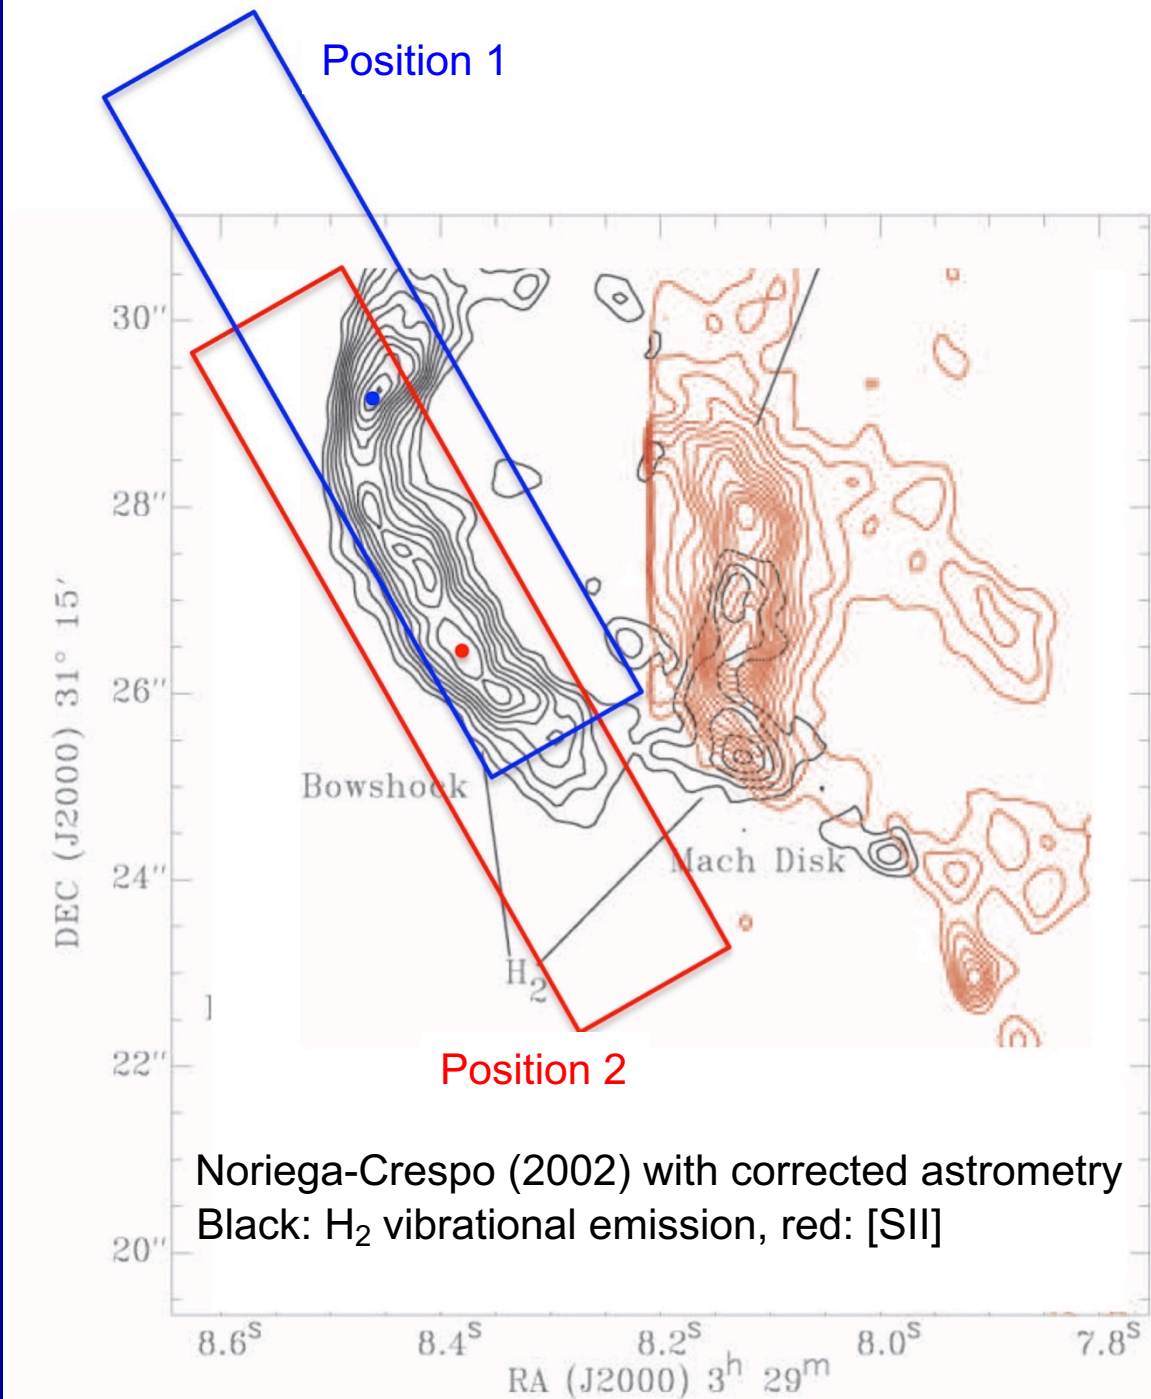 Position 1
30″
28″
26″
24″
22″
20″
DEC (J2000) 31° 15′
Bowshock
Mach Disk
H₂
Position 2
Noriega-Crespo (2002) with corrected astrometry
Black: H₂ vibrational emission, red: [SII]
8.6ˢ 8.4ˢ 8.2ˢ 8.0ˢ 7.8ˢ
RA (J2000) 3ʰ 29ᵐ